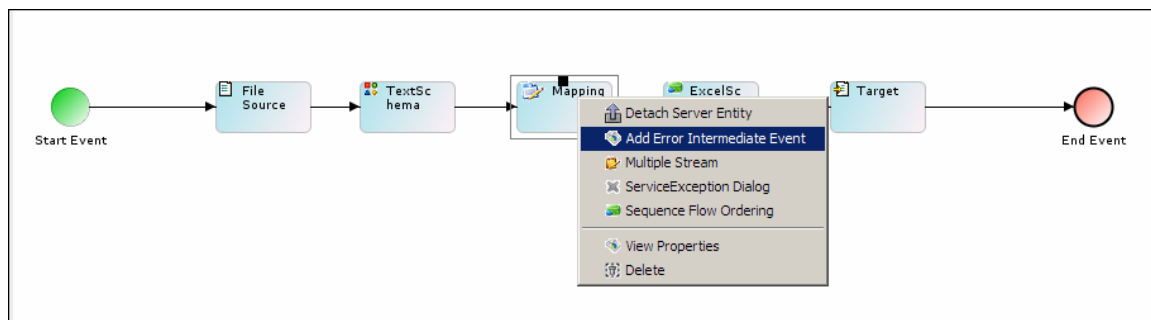 File
Source
TextSc
hema
Mapping
ExcelSc
Target
Start Event
End Event
Detach Server Entity
Add Error Intermediate Event
Multiple Stream
ServiceException Dialog
Sequence Flow Ordering
View Properties
Delete